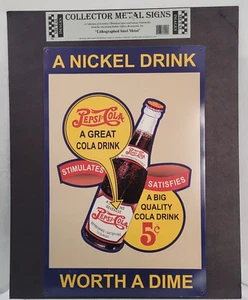 COLLECTOR METAL SIGNS
"Lithographed Steel Metal"
A NICKEL DRINK
PEPSI-COLA
A GREAT
COLA DRINK
STIMULATES
SATISFIES
PEPSI-COLA
A BIG
QUALITY
COLA DRINK
5¢
WORTH A DIME